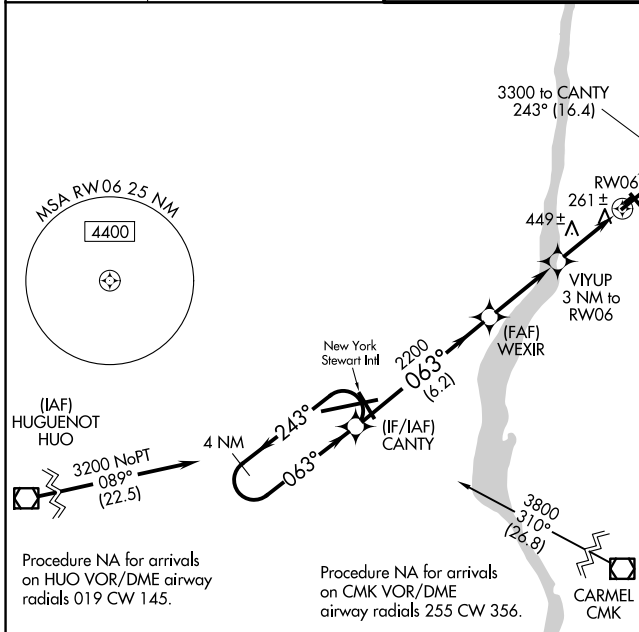 3300 to CANTY
243° (16.4)
MSA RW06 25 NM
4400
RW06
261±
449±
VIYUP
3 NM to
RW06
(FAF)
WEXIR
New York
Stewart Intl
2200
063°
(6.2)
(IF/IAF)
CANTY
243°
4 NM
063°
(IAF)
HUGUENOT
HUO
3200 NoPT
089°
(22.5)
3800
310°
(26.8)
Procedure NA for arrivals
on HUO VOR/DME airway
radials 019 CW 145.
Procedure NA for arrivals
on CMK VOR/DME
airway radials 255 CW 356.
CARMEL
CMK